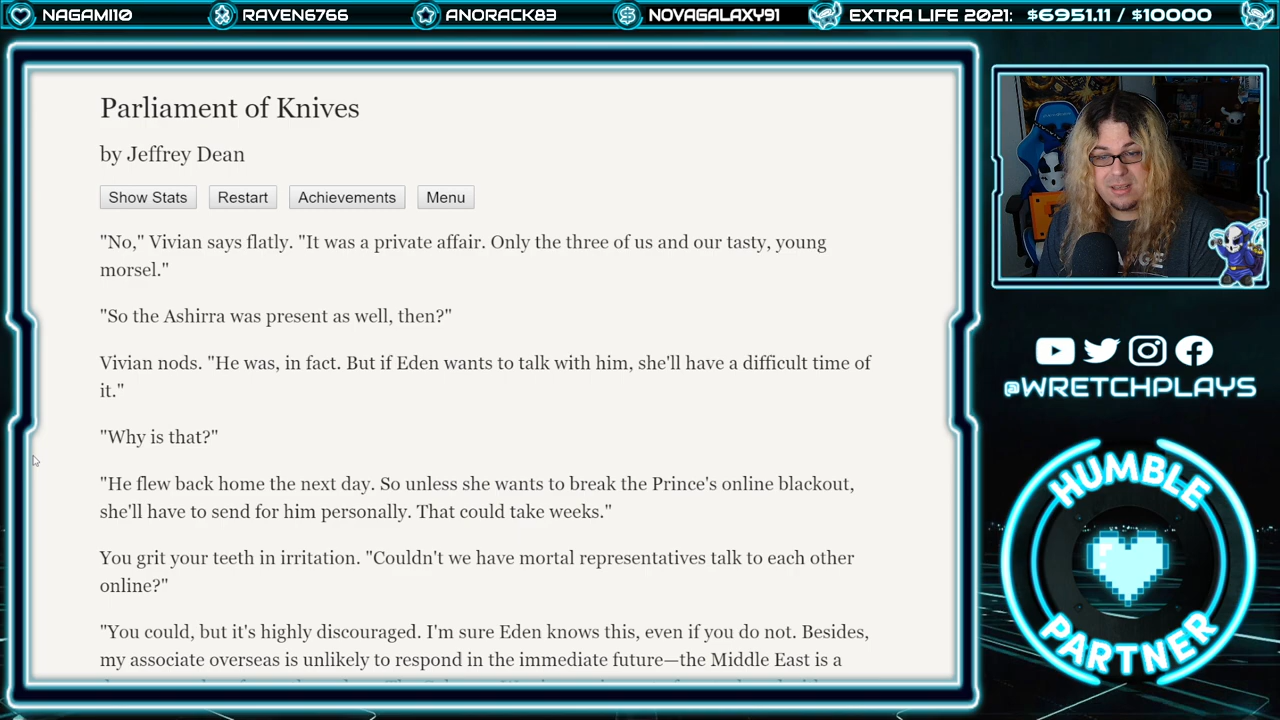 NAGAMI10 RAVEN6766 ANORACK83 NOVAGALAXY91 EXTRA LIFE 2021: $6951.11 / $10000
Parliament of Knives
by Jeffrey Dean
Show Stats Restart Achievements Menu
"No," Vivian says flatly. "It was a private affair. Only the three of us and our tasty, young
morsel."
"So the Ashirra was present as well, then?"
Vivian nods. "He was, in fact. But if Eden wants to talk with him, she'll have a difficult time of
it."
"Why is that?"
"He flew back home the next day. So unless she wants to break the Prince's online blackout,
she'll have to send for him personally. That could take weeks."
You grit your teeth in irritation. "Couldn't we have mortal representatives talk to each other
online?"
"You could, but it's highly discouraged. I'm sure Eden knows this, even if you do not. Besides,
my associate overseas is unlikely to respond in the immediate future—the Middle East is a
@WRETCHPLAYS
HUMBLE
PARTNER